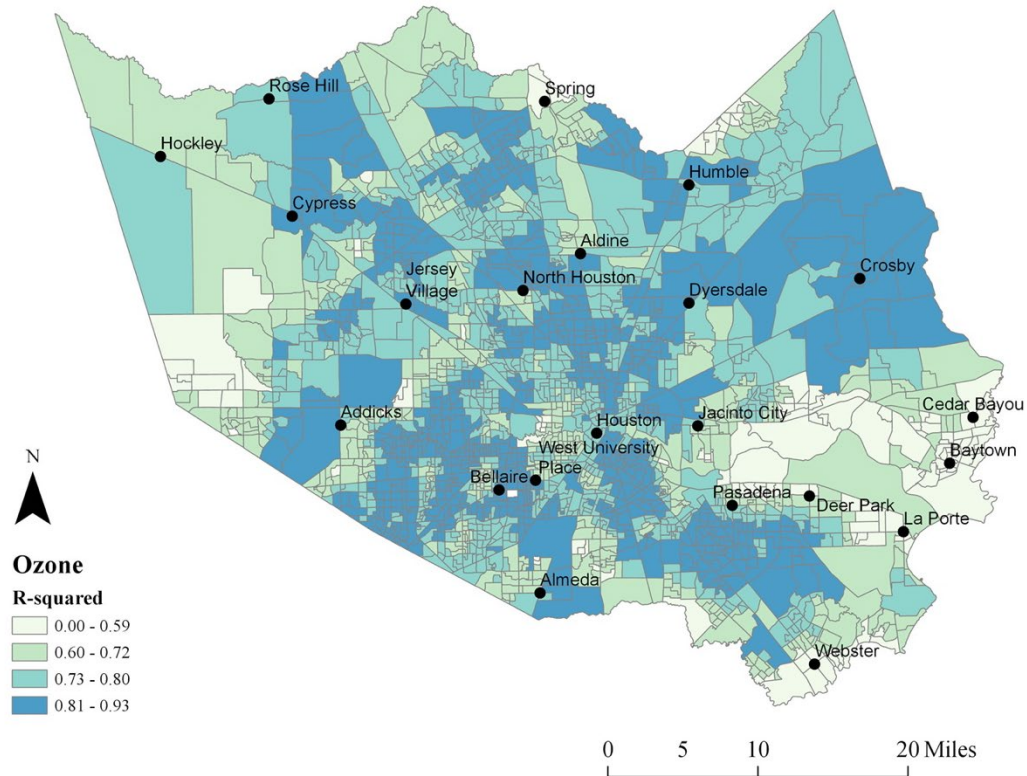 Rose Hill
Spring
Hockley
Humble
Cypress
Aldine
Crosby
Jersey
Village
North Houston
Dyersdale
Addicks
Houston
Jacinto City
Cedar Bayou
West University
Place
Bellaire
Baytown
Pasadena
Deer Park
La Porte
Almeda
Webster
N
Ozone
R-squared
0.00 - 0.59
0.60 - 0.72
0.73 - 0.80
0.81 - 0.93
0 5 10 20 Miles